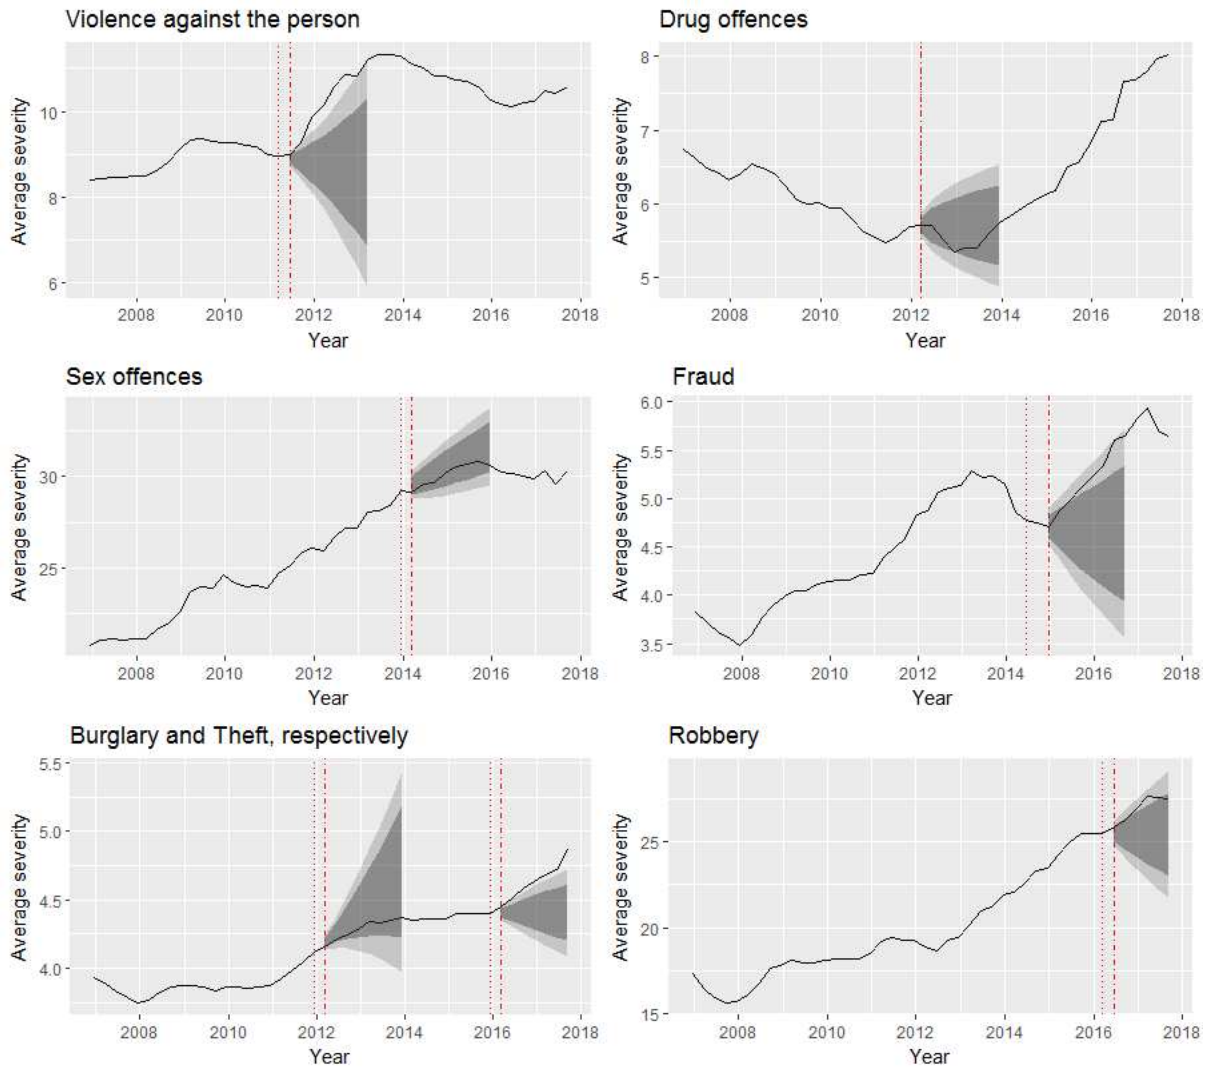 Violence against the person
Average severity
10
8
6
2008 2010 2012 2014 2016 2018
Year
Drug offences
Average severity
8
7
6
5
2008 2010 2012 2014 2016 2018
Year
Sex offences
Average severity
30
25
2008 2010 2012 2014 2016 2018
Year
Fraud
Average severity
6.0
5.5
5.0
4.5
4.0
3.5
2008 2010 2012 2014 2016 2018
Year
Burglary and Theft, respectively
Average severity
5.5
5.0
4.5
4.0
2008 2010 2012 2014 2016 2018
Year
Robbery
Average severity
25
20
15
2008 2010 2012 2014 2016 2018
Year